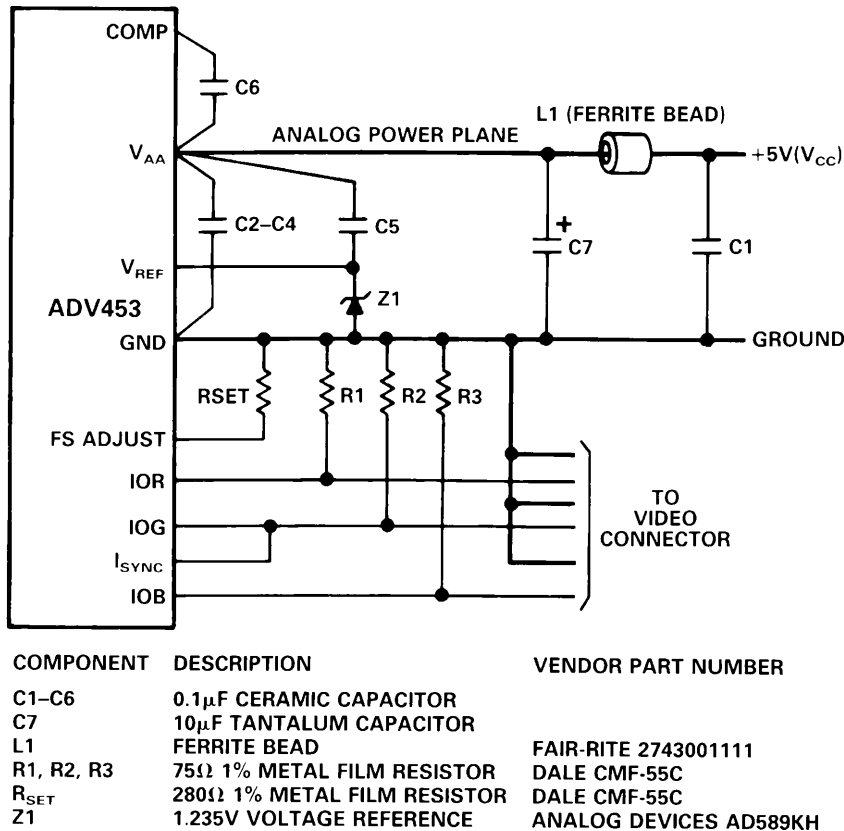 COMP
C6
L1 (FERRITE BEAD)
ANALOG POWER PLANE
V_AA
+5V(V_CC)
C2–C4
C5
+
C7
C1
V_REF
Z1
ADV453
GND
GROUND
RSET
R1
R2
R3
FS ADJUST
IOR
TO
VIDEO
CONNECTOR
IOG
I_SYNC
IOB
COMPONENT DESCRIPTION VENDOR PART NUMBER
C1–C6 0.1μF CERAMIC CAPACITOR
C7 10μF TANTALUM CAPACITOR
L1 FERRITE BEAD FAIR-RITE 2743001111
R1, R2, R3 75Ω 1% METAL FILM RESISTOR DALE CMF-55C
R_SET 280Ω 1% METAL FILM RESISTOR DALE CMF-55C
Z1 1.235V VOLTAGE REFERENCE ANALOG DEVICES AD589KH